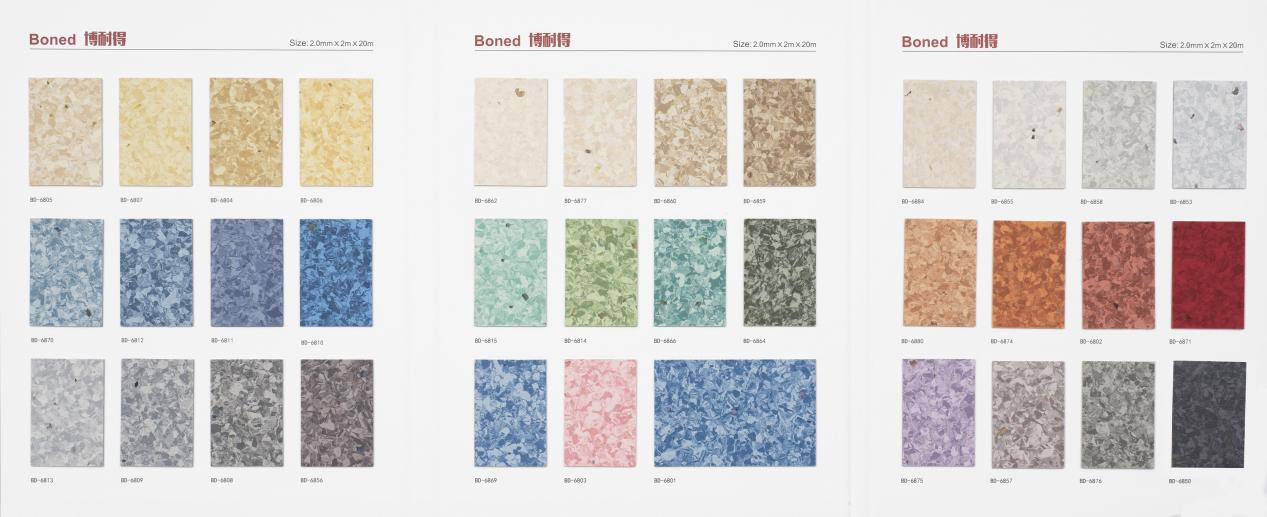 Boned 博耐得
Size: 2.0mm X 2m X 20m
BD-6805 BD-6807 BD-6804 BD-6806
BD-6870 BD-6812 BD-6811 BD-6810
BD-6813 BD-6809 BD-6808 BD-6856
Boned 博耐得
Size: 2.0mm X 2m X 20m
BD-6862 BD-6877 BD-6860 BD-6859
BD-6815 BD-6814 BD-6866 BD-6864
BD-6869 BD-6803 BD-6801
Boned 博耐得
Size: 2.0mm X 2m X 20m
BD-6884 BD-6855 BD-6858 BD-6853
BD-6880 BD-6874 BD-6802 BD-6871
BD-6875 BD-6857 BD-6876 BD-6850